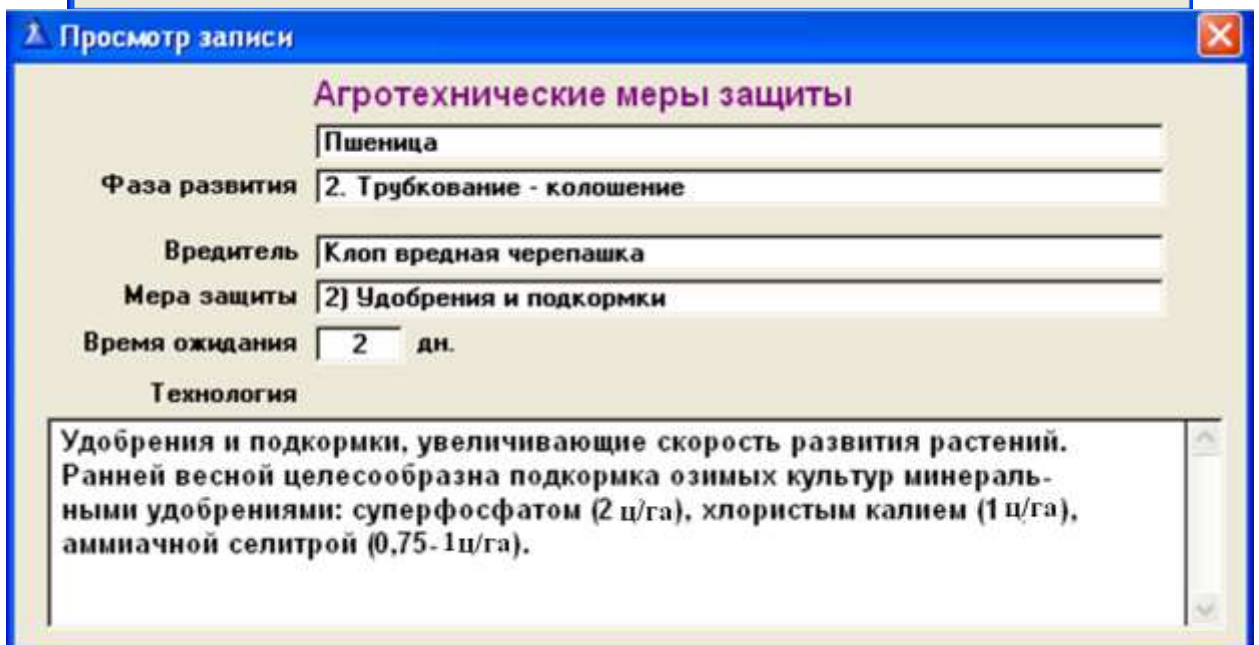 Просмотр записи
Агротехнические меры защиты
Пшеница
Фаза развития 2. Трубкование - колошение
Вредитель Клоп вредная черепашка
Мера защиты 2) Удобрения и подкормки
Время ожидания 2 дн.
Технология
Удобрения и подкормки, увеличивающие скорость развития растений.
Ранней весной целесообразна подкормка озимых культур минераль-
ными удобрениями: суперфосфатом (2 ц/га), хлористым калием (1 ц/га),
аммиачной селитрой (0,75-1ц/га).